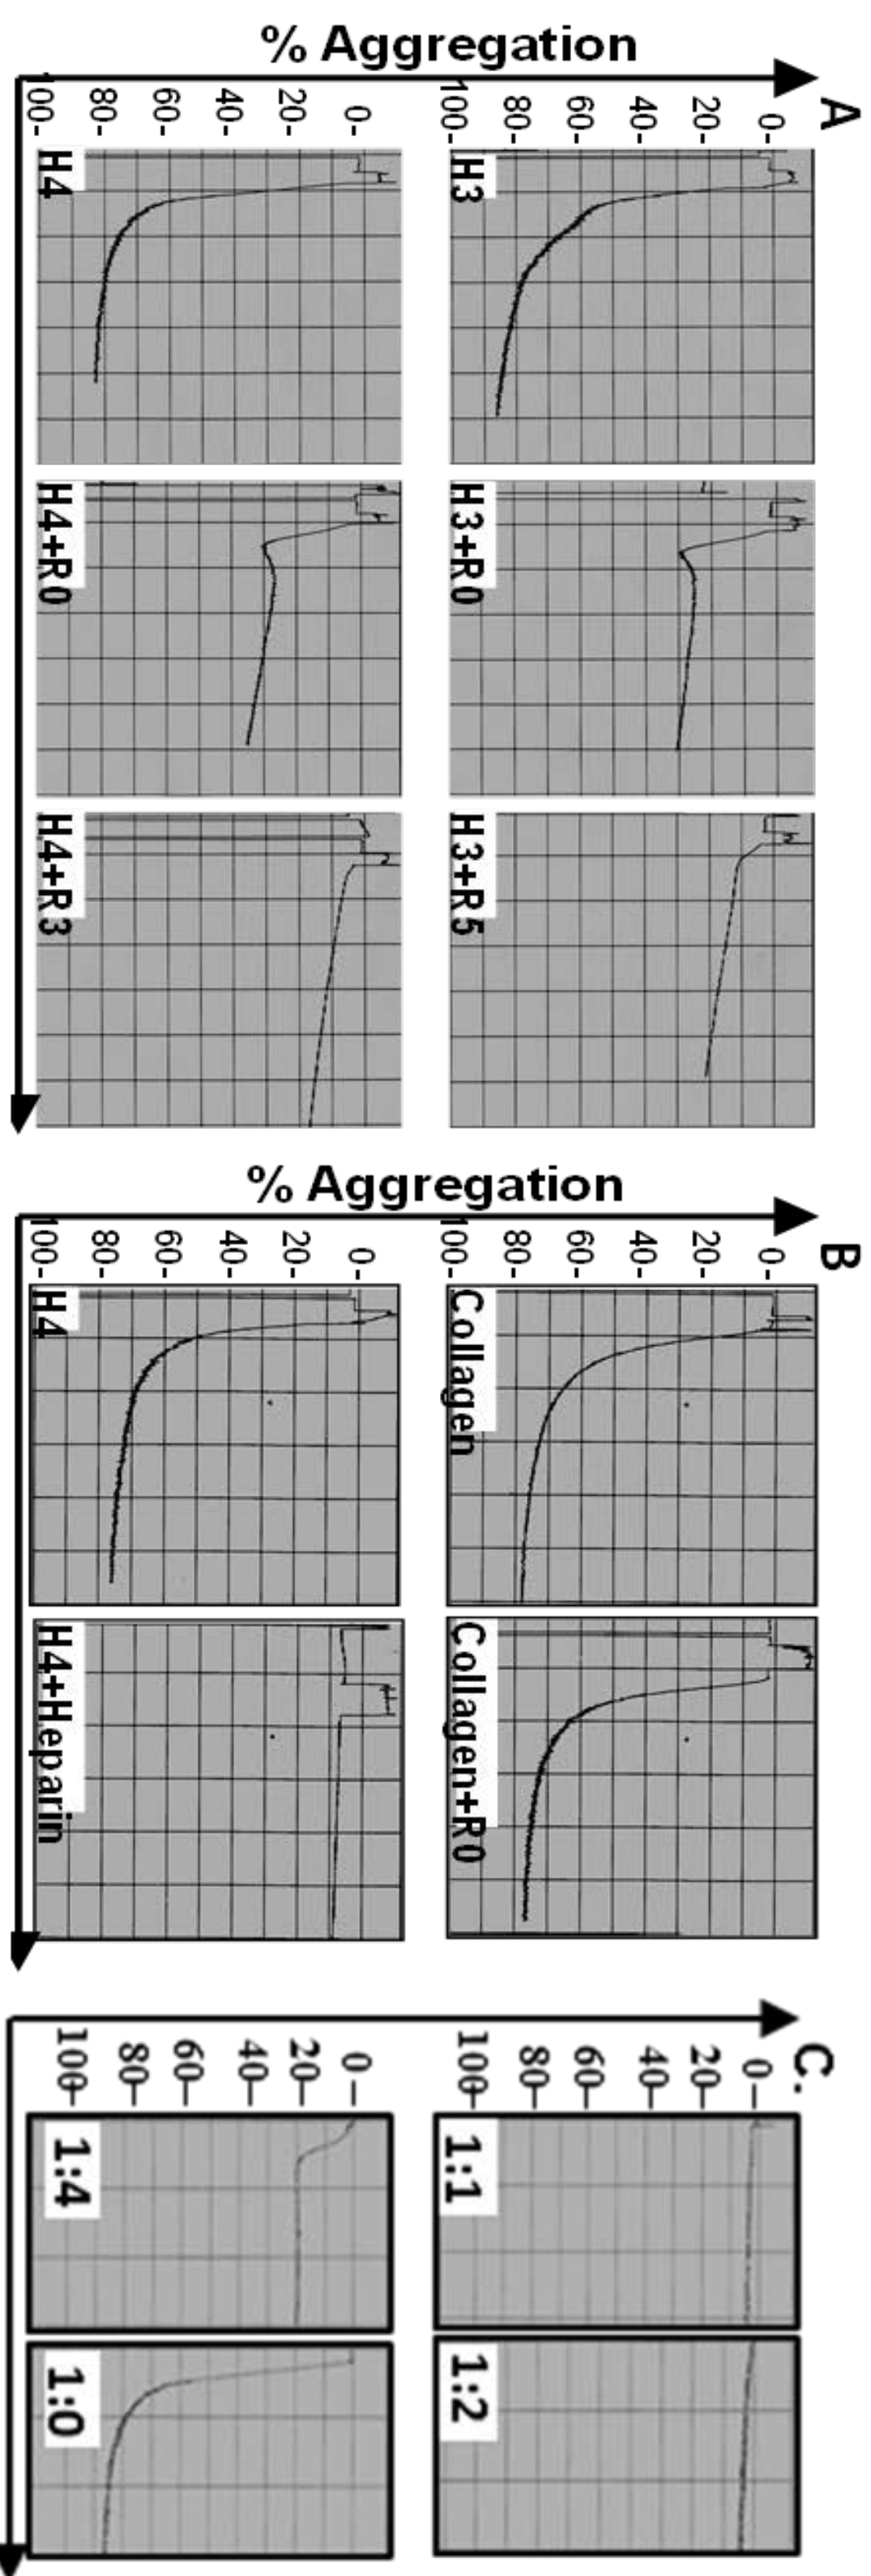 A
% Aggregation
0-
20-
40-
60-
80-
100-
H3
H3+R0
H3+R5
% Aggregation
0-
20-
40-
60-
80-
100-
H4
H4+R0
H4+R3
B
% Aggregation
0-
20-
40-
60-
80-
100-
Collagen
Collagen+R0
0-
20-
40-
60-
80-
100-
H4
H4+Heparin
C.
0-
20-
40-
60-
80-
100-
1:1
1:2
0-
20-
40-
60-
80-
100-
1:4
1:0